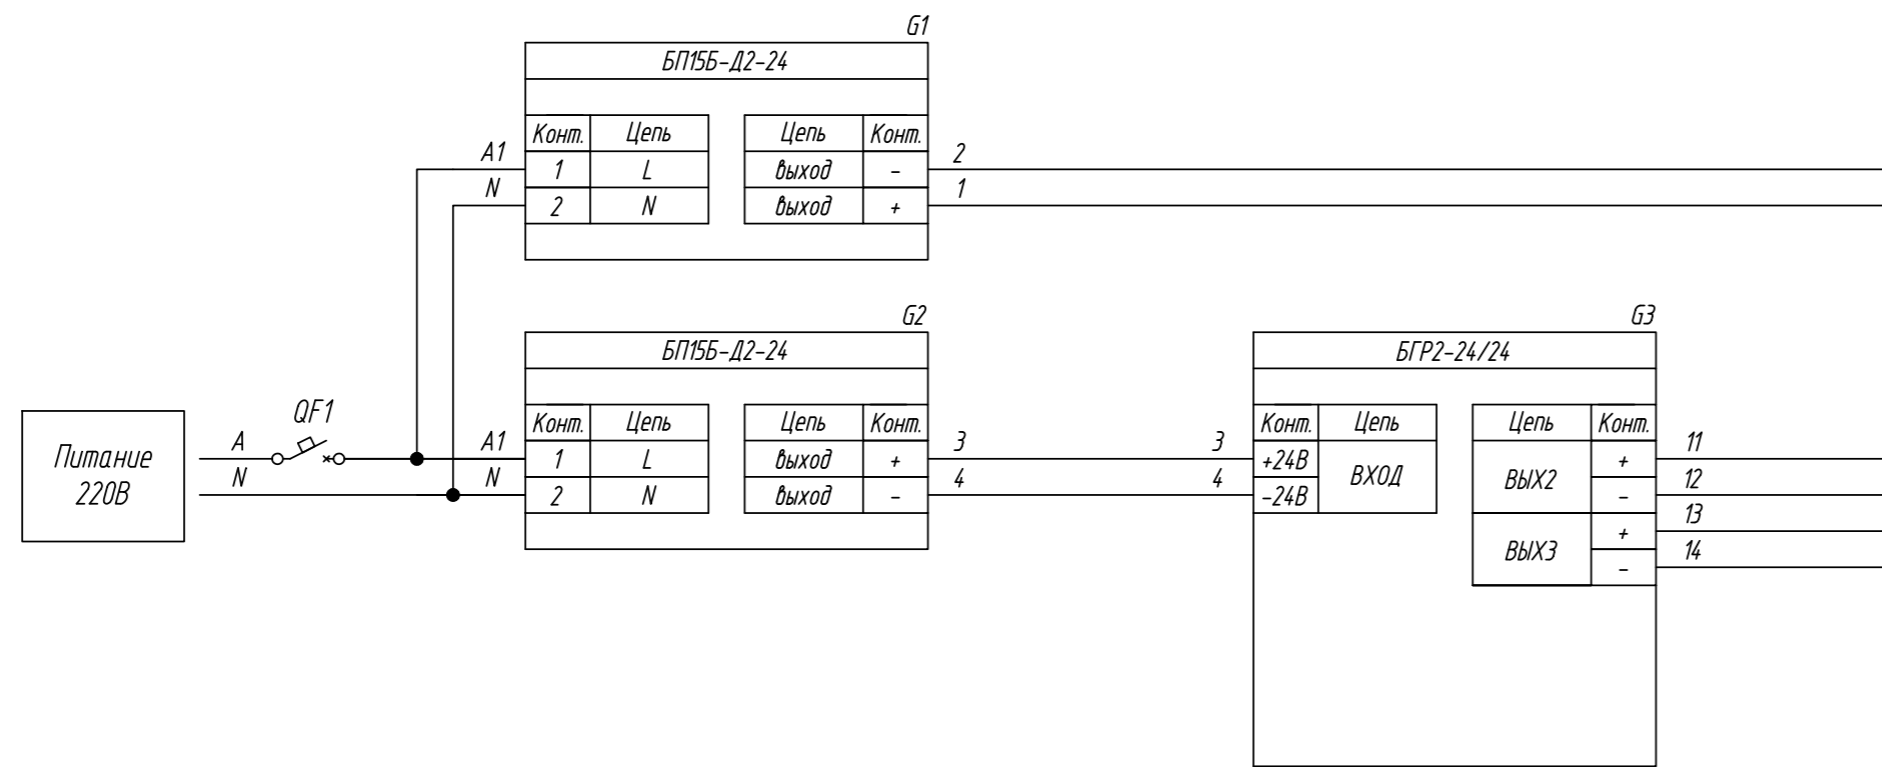 G1
БП15Б-Д2-24
Конт. Цепь Цепь Конт.
A1 1 L выход - 2
N 2 N выход + 1
G2
БП15Б-Д2-24
Конт. Цепь Цепь Конт.
A1 1 L выход + 3
N 2 N выход - 4
G3
БГР2-24/24
Конт. Цепь Цепь Конт.
3 +24В ВХОД ВЫХ2 + 11
4 -24В - 12
ВЫХ3 + 13
- 14
Питание
220В
A QF1
N